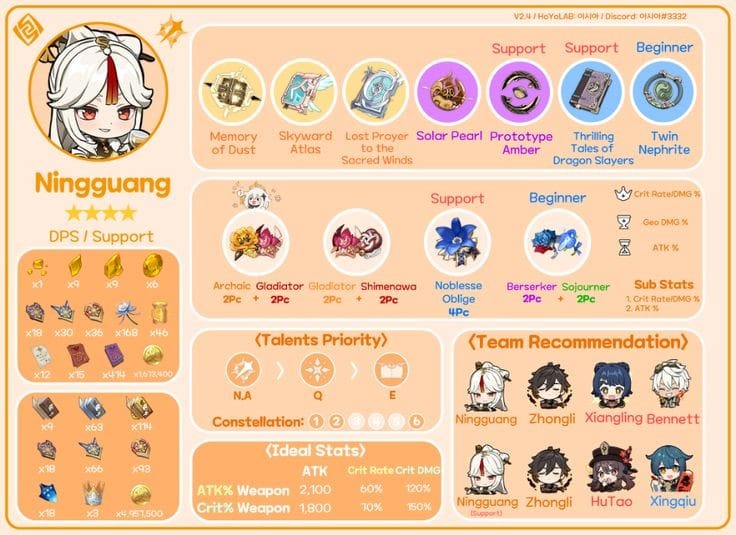 V2.4 / HoYoLAB: 아시아 / Discord: 아시아#3332
Ningguang
DPS / Support
x1 x9 x9 x6
x18 x30 x36 x168 x46
x12 x15 x414 x1,673,400
x9 x63 x114
x18 x66 x93
x18 x3 x4,957,500
Support Support Beginner
Memory of Dust
Skyward Atlas
Lost Prayer to the Sacred Winds
Solar Pearl
Prototype Amber
Thrilling Tales of Dragon Slayers
Twin Nephrite
Support Beginner
Archaic 2Pc + Gladiator 2Pc
Gladiator 2Pc + Shimenawa 2Pc
Noblesse Oblige 4Pc
Berserker 2Pc + Sojourner 2Pc
Crit Rate/DMG %
Geo DMG %
ATK %
Sub Stats
1. Crit Rate/DMG %
2. ATK %
<Talents Priority>
N.A > Q > E
Constellation: 1 2 3 4 5 6
<Ideal Stats>
ATK Crit Rate Crit DMG
ATK% Weapon 2,100 60% 120%
Crit% Weapon 1,800 70% 150%
<Team Recommendation>
Ningguang Zhongli Xiangling Bennett
Ningguang Zhongli HuTao Xingqiu
(Support)